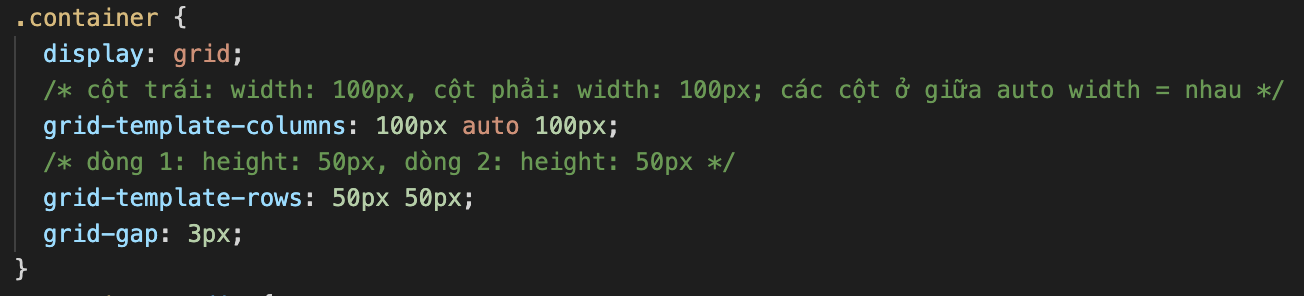 .container {
display: grid;
/* cột trái: width: 100px, cột phải: width: 100px; các cột ở giữa auto width = nhau */
grid-template-columns: 100px auto 100px;
/* dòng 1: height: 50px, dòng 2: height: 50px */
grid-template-rows: 50px 50px;
grid-gap: 3px;
}